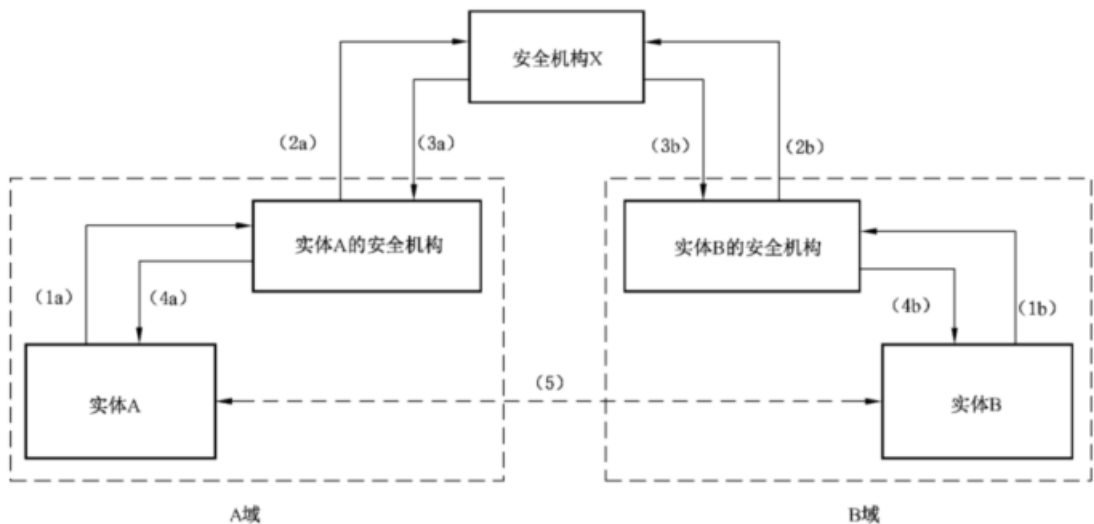 安全机构X
（2a）
（3a）
（3b）
（2b）
实体A的安全机构
实体B的安全机构
（1a）
（4a）
（4b）
（1b）
（5）
实体A
实体B
A域
B域